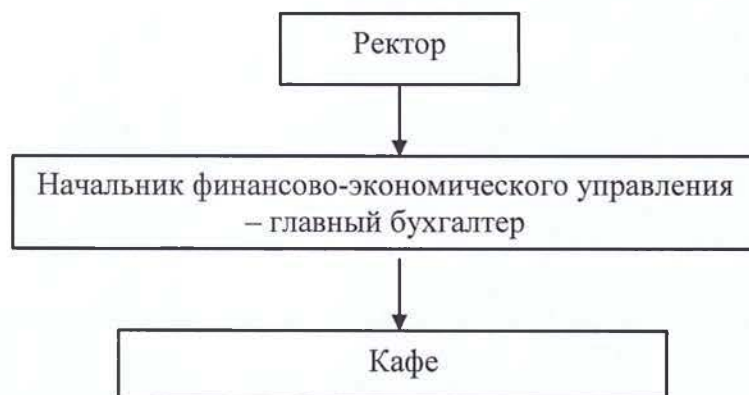 Ректор
Начальник финансово-экономического управления
– главный бухгалтер
Кафе